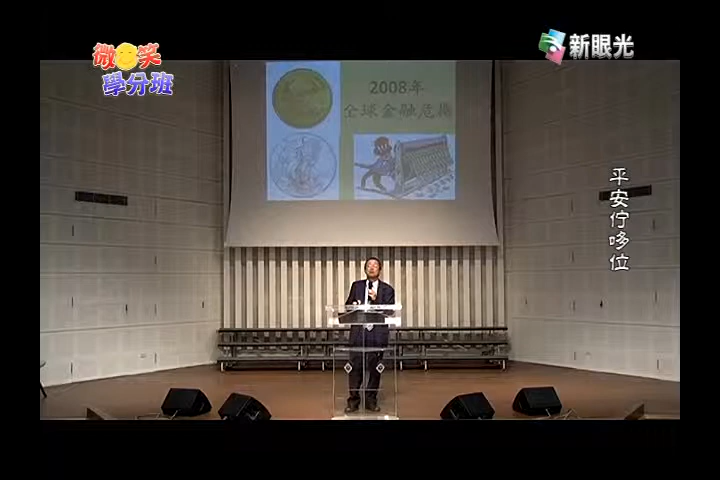 微笑
學分班
新眼光
2008年
全球金融危機
平安佇哆位